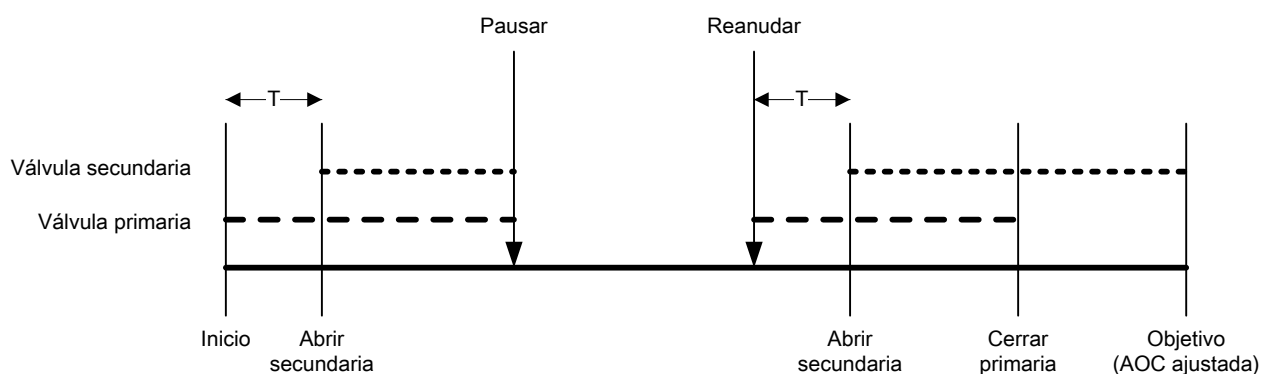 Pausar
Reanudar
T
T
Válvula secundaria
Válvula primaria
Inicio
Abrir
secundaria
Abrir
secundaria
Cerrar
primaria
Objetivo
(AOC ajustada)